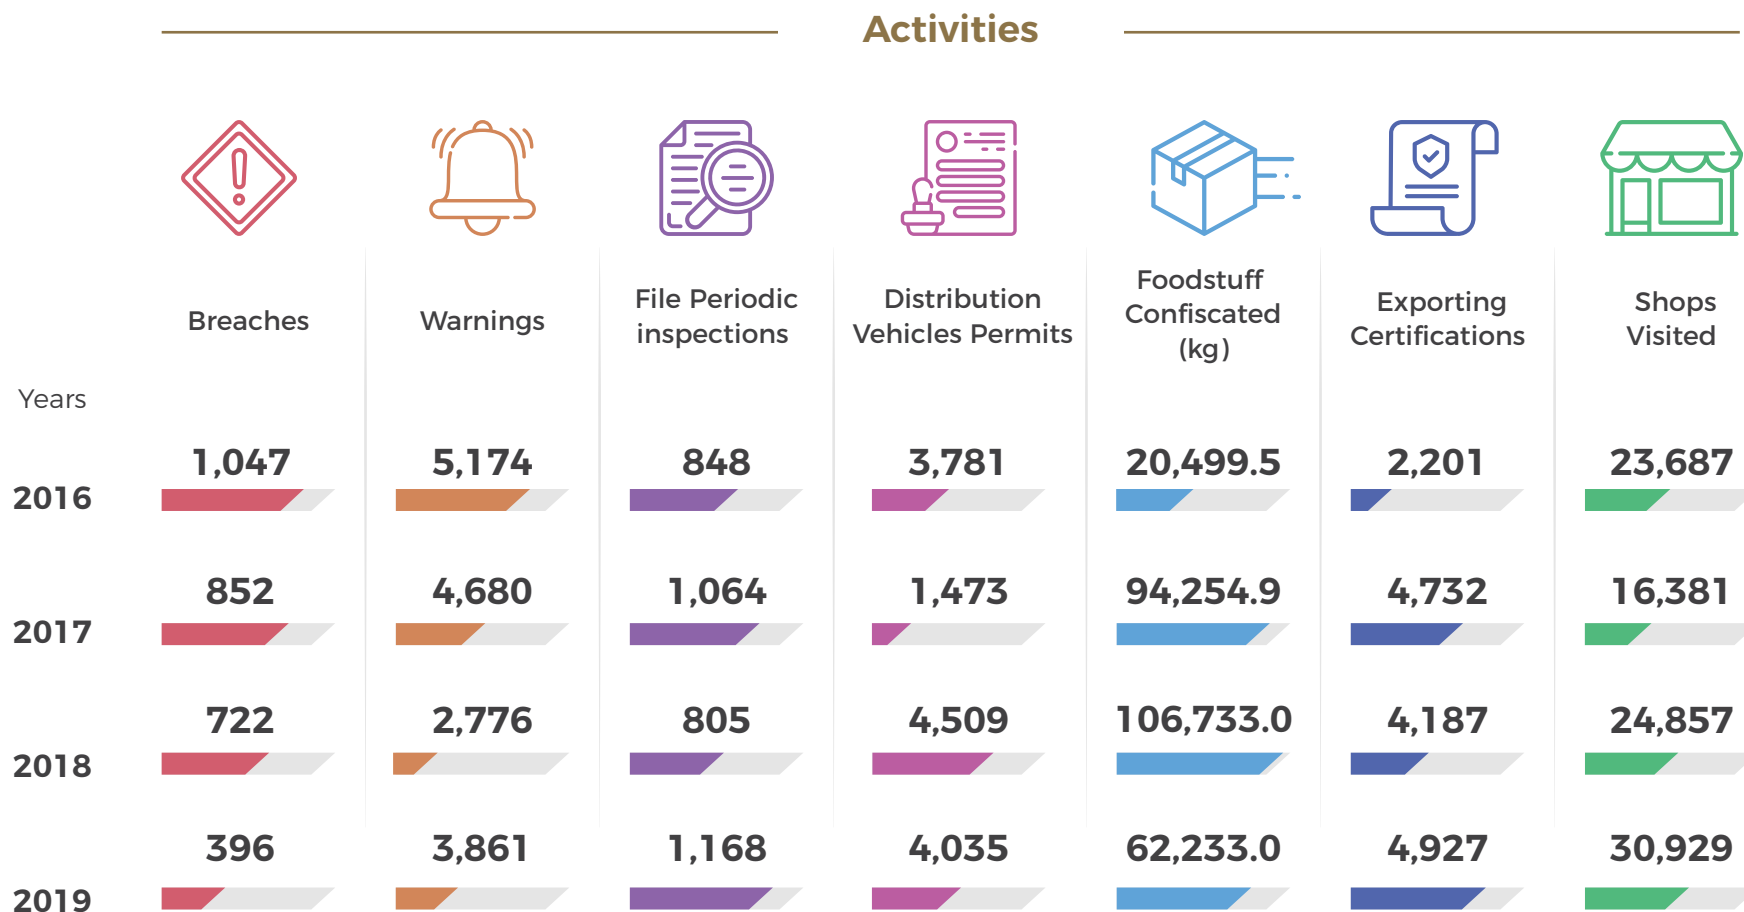 Activities
Breaches
Warnings
File Periodic
inspections
Distribution
Vehicles Permits
Foodstuff
Confiscated
(kg)
Exporting
Certifications
Shops
Visited
Years
2016 1,047 5,174 848 3,781 20,499.5 2,201 23,687
2017 852 4,680 1,064 1,473 94,254.9 4,732 16,381
2018 722 2,776 805 4,509 106,733.0 4,187 24,857
2019 396 3,861 1,168 4,035 62,233.0 4,927 30,929